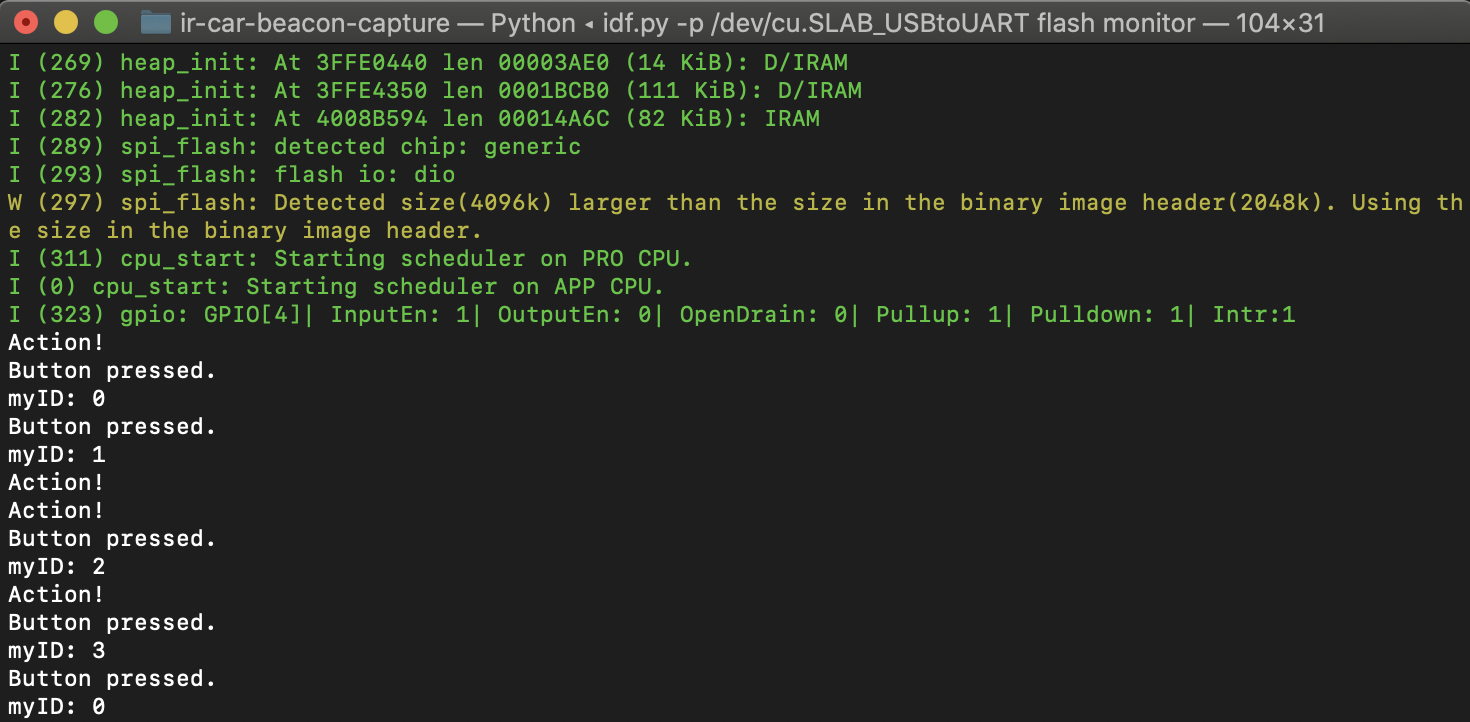 ir-car-beacon-capture — Python ◂ idf.py -p /dev/cu.SLAB_USBtoUART flash monitor — 104×31
I (269) heap_init: At 3FFE0440 len 00003AE0 (14 KiB): D/IRAM
I (276) heap_init: At 3FFE4350 len 0001BCB0 (111 KiB): D/IRAM
I (282) heap_init: At 4008B594 len 00014A6C (82 KiB): IRAM
I (289) spi_flash: detected chip: generic
I (293) spi_flash: flash io: dio
W (297) spi_flash: Detected size(4096k) larger than the size in the binary image header(2048k). Using th
e size in the binary image header.
I (311) cpu_start: Starting scheduler on PRO CPU.
I (0) cpu_start: Starting scheduler on APP CPU.
I (323) gpio: GPIO[4]| InputEn: 1| OutputEn: 0| OpenDrain: 0| Pullup: 1| Pulldown: 1| Intr:1
Action!
Button pressed.
myID: 0
Button pressed.
myID: 1
Action!
Action!
Button pressed.
myID: 2
Action!
Button pressed.
myID: 3
Button pressed.
myID: 0